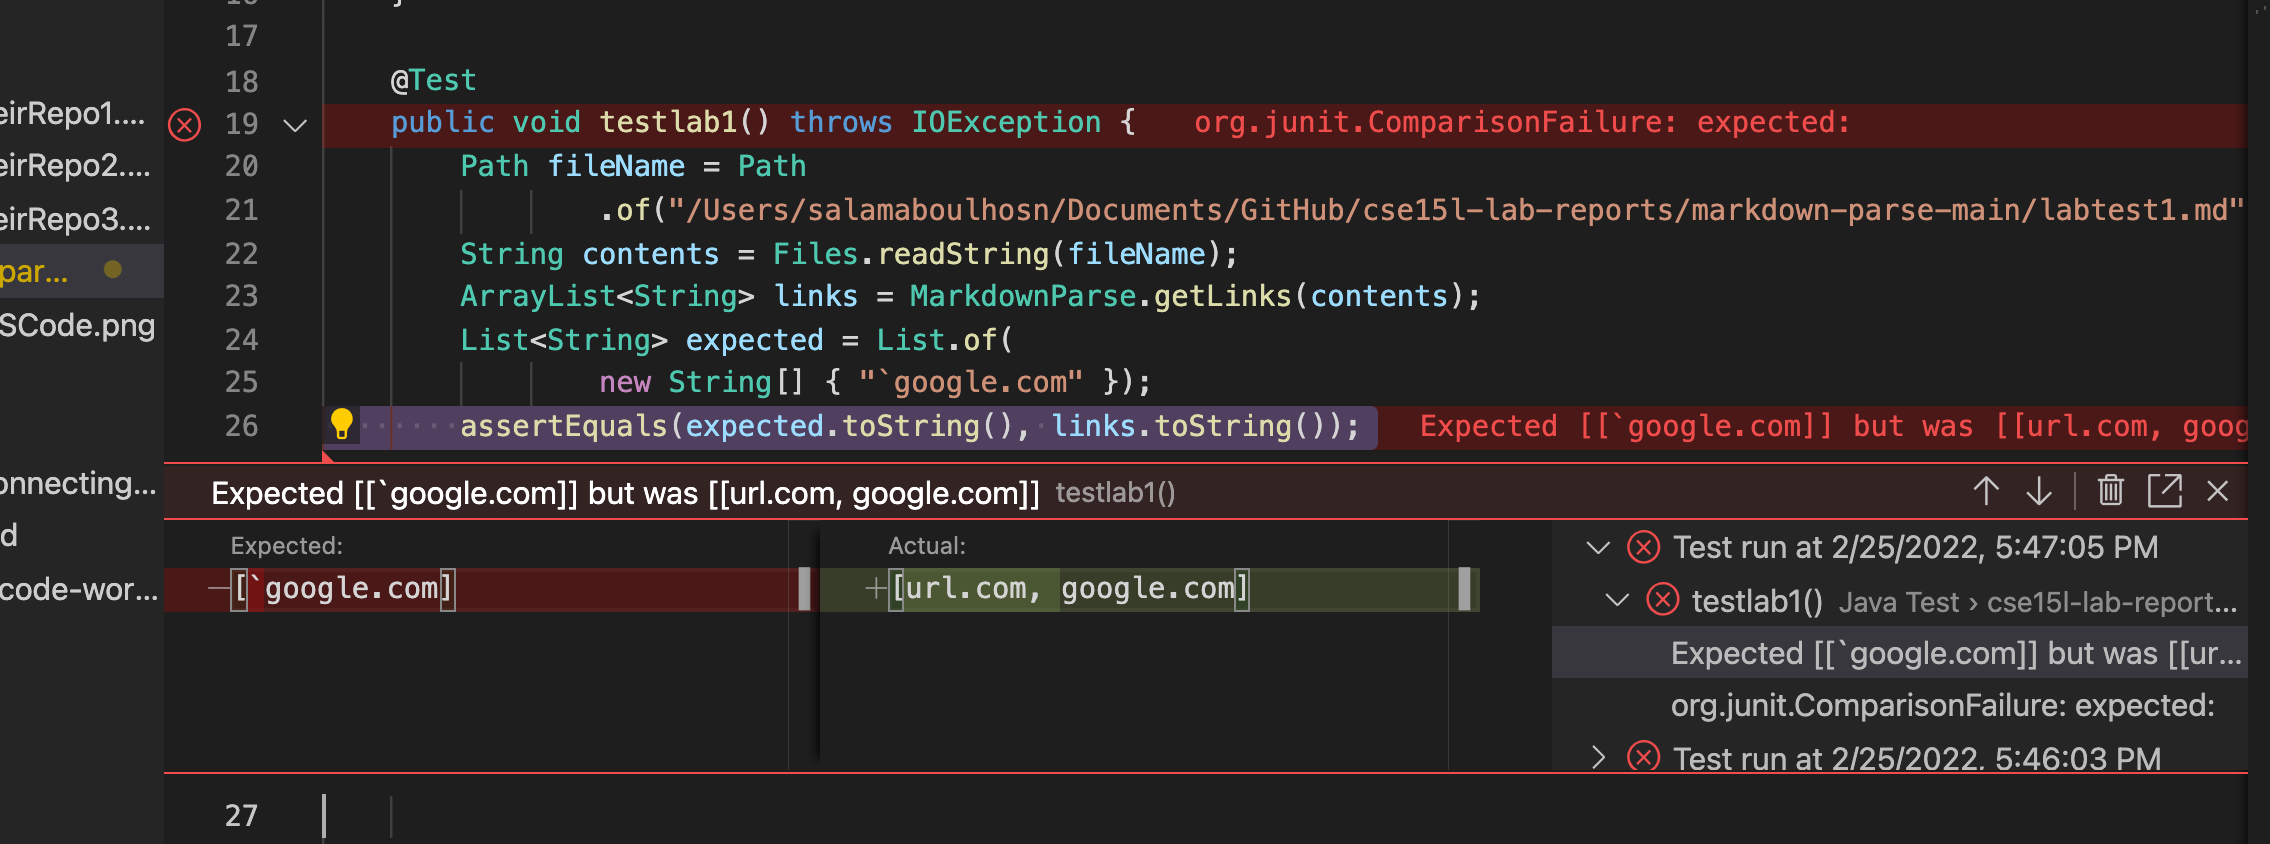 17
18 @Test
eirRepo1....
19 public void testlab1() throws IOException { org.junit.ComparisonFailure: expected:
eirRepo2....
20 Path fileName = Path
eirRepo3....
21 .of("/Users/salamaboulhosn/Documents/GitHub/cse15l-lab-reports/markdown-parse-main/labtest1.md"
22 String contents = Files.readString(fileName);
par...
23 ArrayList<String> links = MarkdownParse.getLinks(contents);
SCode.png
24 List<String> expected = List.of(
25 new String[] { "`google.com" });
26 assertEquals(expected.toString(), links.toString()); Expected [[`google.com]] but was [[url.com, goog
onnecting...
Expected [[`google.com]] but was [[url.com, google.com]] testlab1()
d
Expected:
Actual:
Test run at 2/25/2022, 5:47:05 PM
code-wor...
—[`google.com]
+[url.com, google.com]
testlab1() Java Test › cse15l-lab-report...
Expected [[`google.com]] but was [[ur...
org.junit.ComparisonFailure: expected:
Test run at 2/25/2022, 5:46:03 PM
27